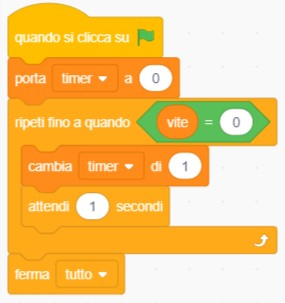 quando si clicca su
porta timer a 0
ripeti fino a quando vite = 0
cambia timer di 1
attendi 1 secondi
ferma tutto